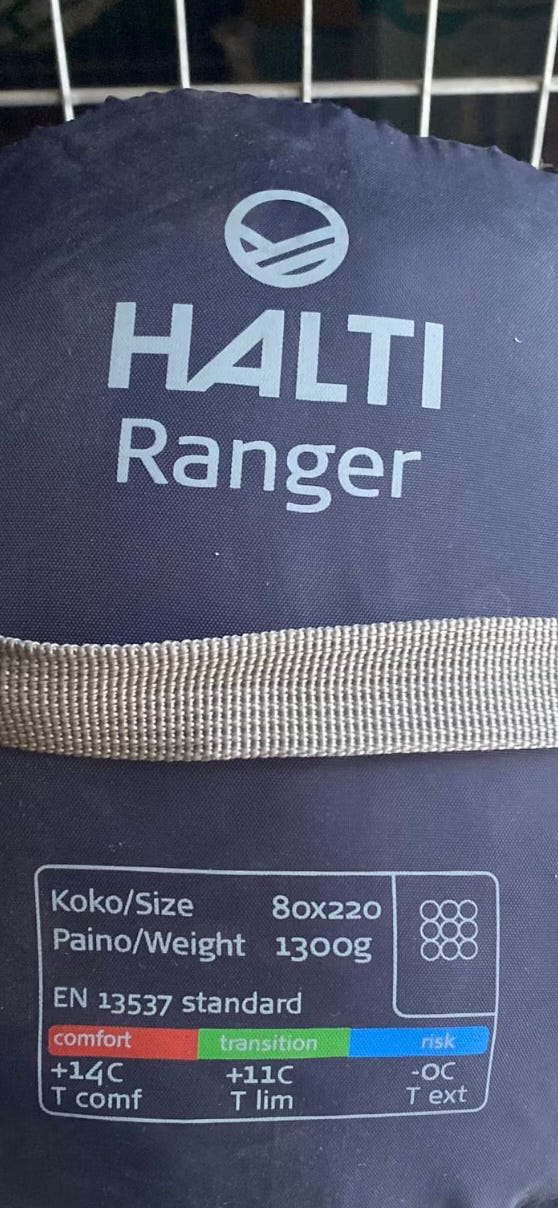 HALTI
Ranger
Koko/Size 80x220
Paino/Weight 1300g
EN 13537 standard
comfort transition risk
+14C +11C -0C
T comf T lim T ext